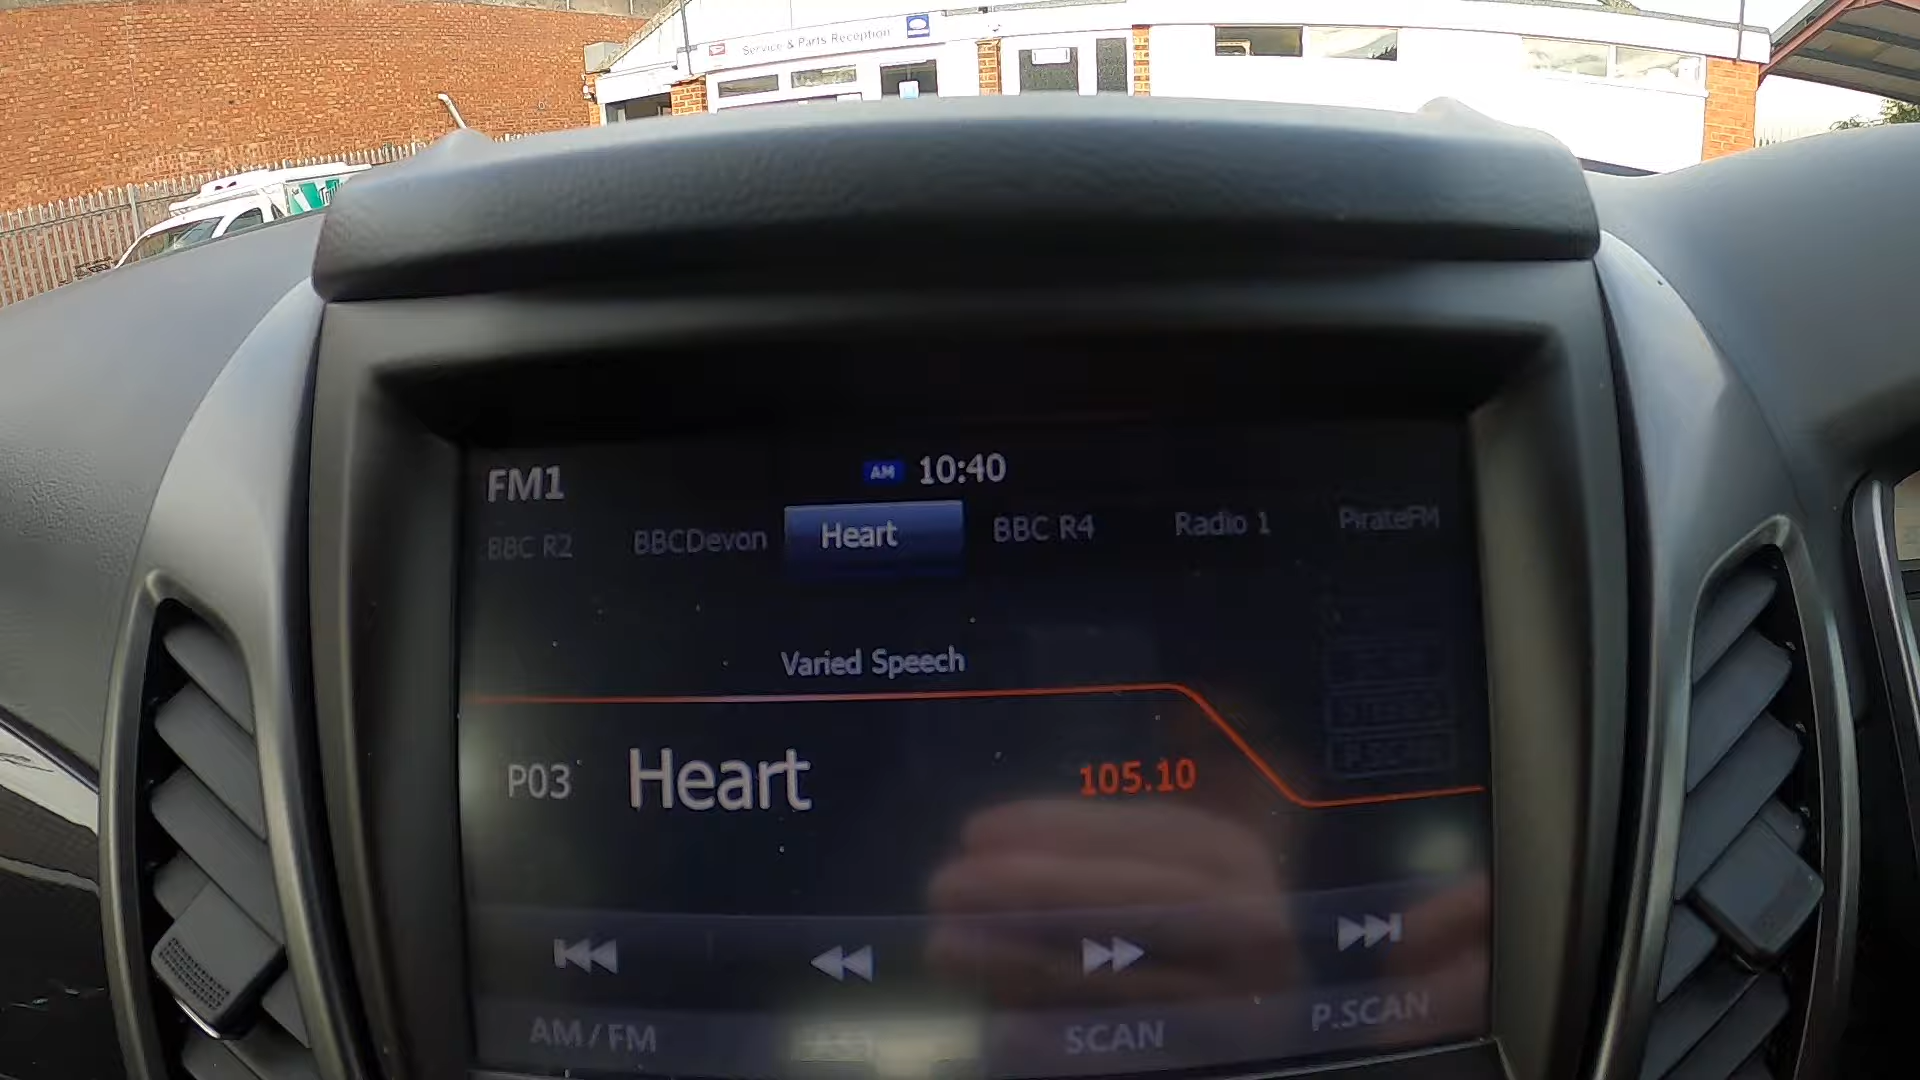 Service & Parts Reception
FM1
AM 10:40
BBC R2 BBCDevon Heart BBC R4 Radio 1 PirateFM
Varied Speech
P03 Heart 105.10
AM/FM SCAN P.SCAN